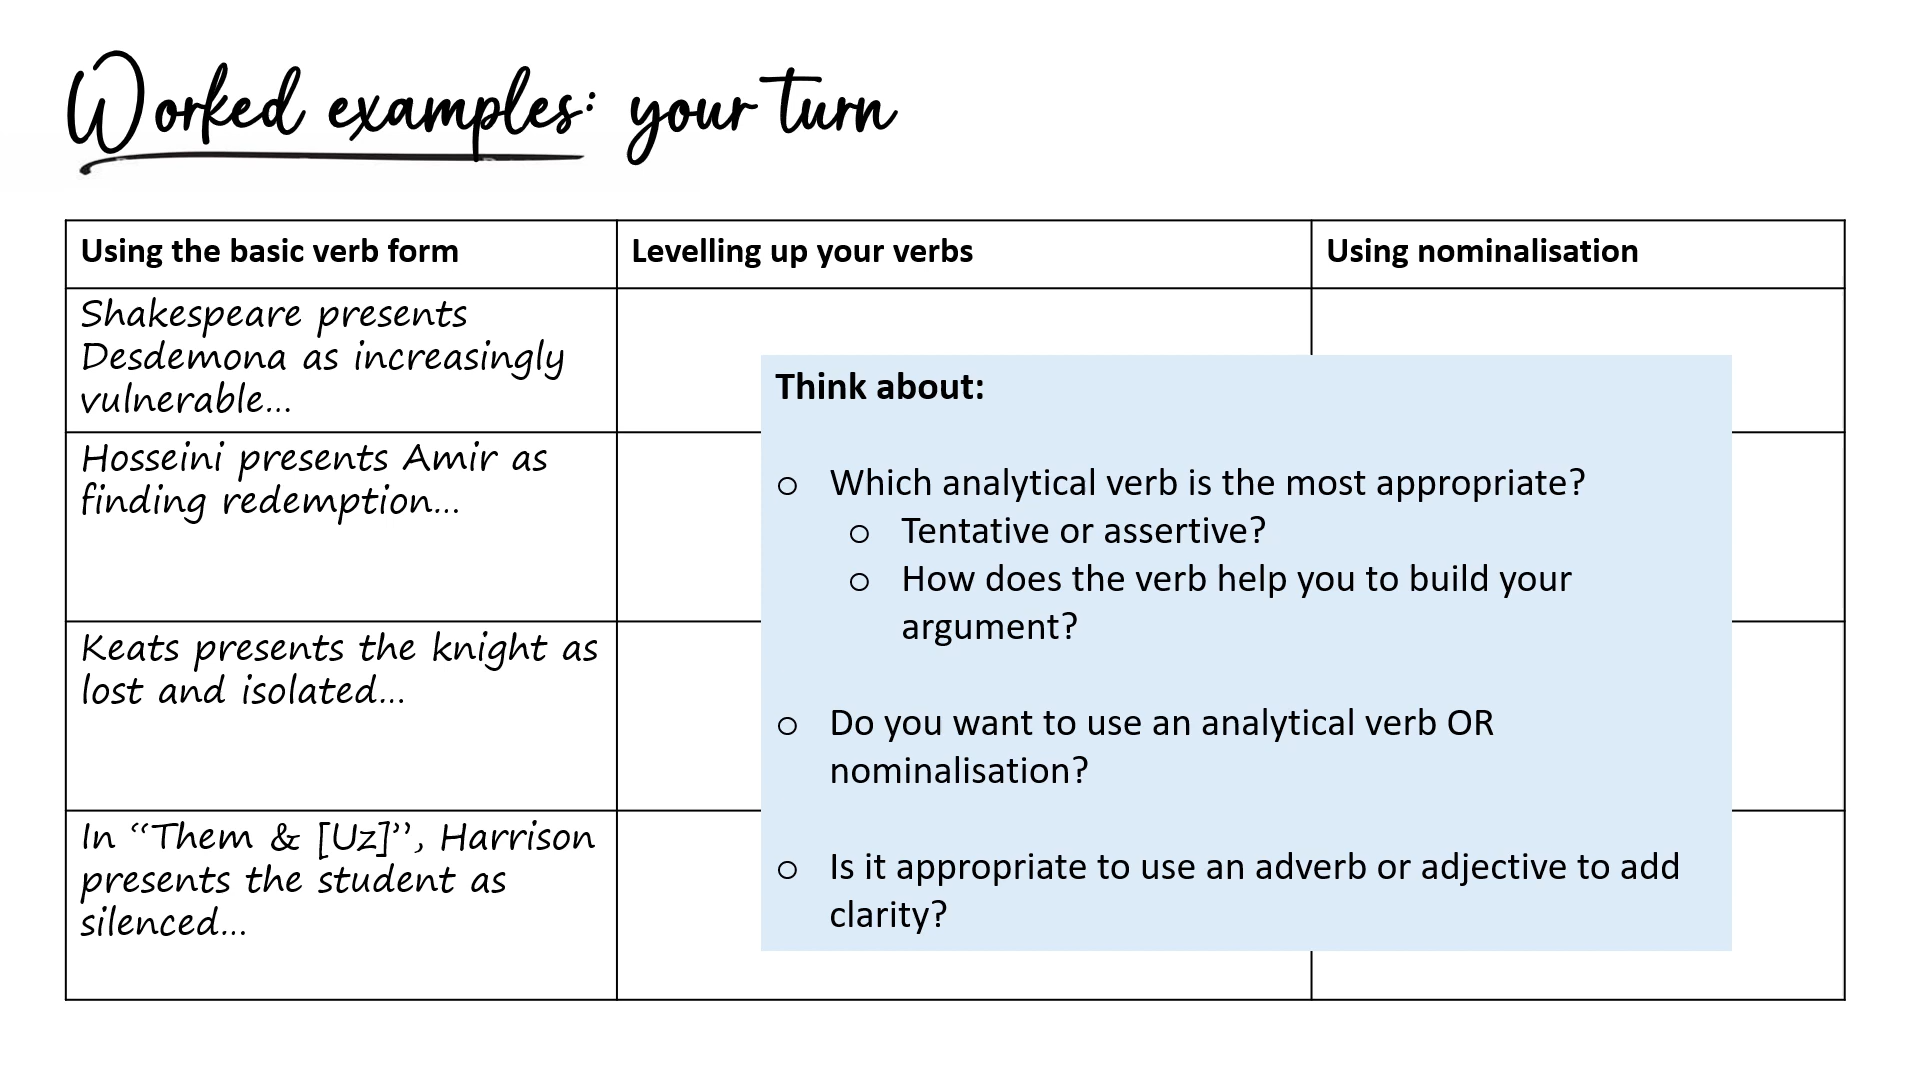 Worked examples: your turn
Using the basic verb form
Levelling up your verbs
Using nominalisation
Shakespeare presents
Desdemona as increasingly
vulnerable...
Hosseini presents Amir as
finding redemption...
Keats presents the knight as
lost and isolated...
In “Them & [Uz]”, Harrison
presents the student as
silenced...
Think about:
o Which analytical verb is the most appropriate?
o Tentative or assertive?
o How does the verb help you to build your
argument?
o Do you want to use an analytical verb OR
nominalisation?
o Is it appropriate to use an adverb or adjective to add
clarity?